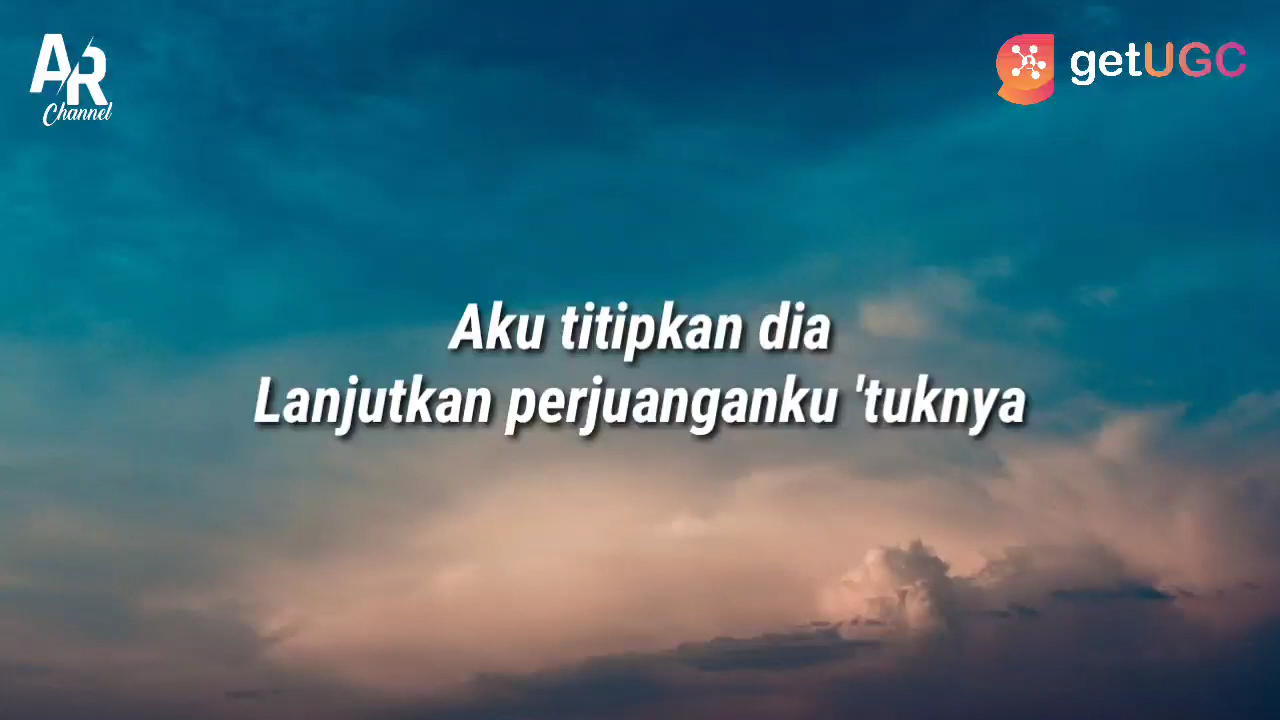 AR
Channel
getUGC
Aku titipkan dia
Lanjutkan perjuanganku 'tuknya